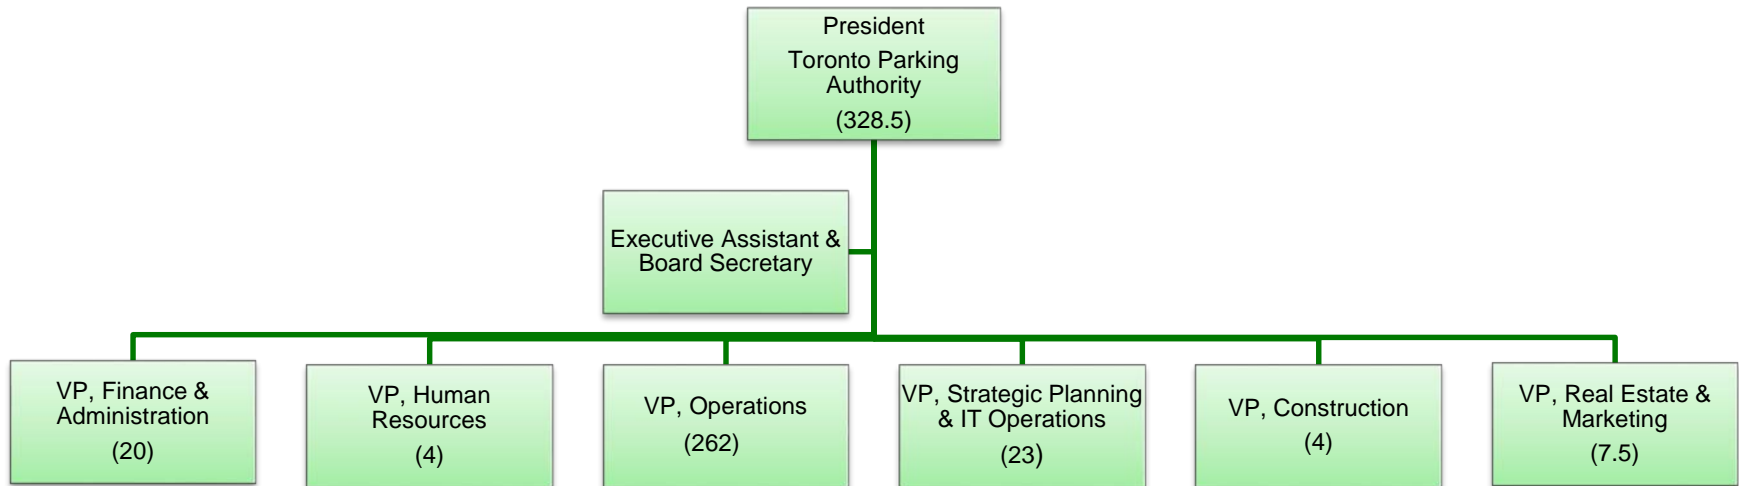 President
Toronto Parking
Authority
(328.5)
Executive Assistant &
Board Secretary
VP, Finance &
Administration
(20)
VP, Human
Resources
(4)
VP, Operations
(262)
VP, Strategic Planning
& IT Operations
(23)
VP, Construction
(4)
VP, Real Estate &
Marketing
(7.5)